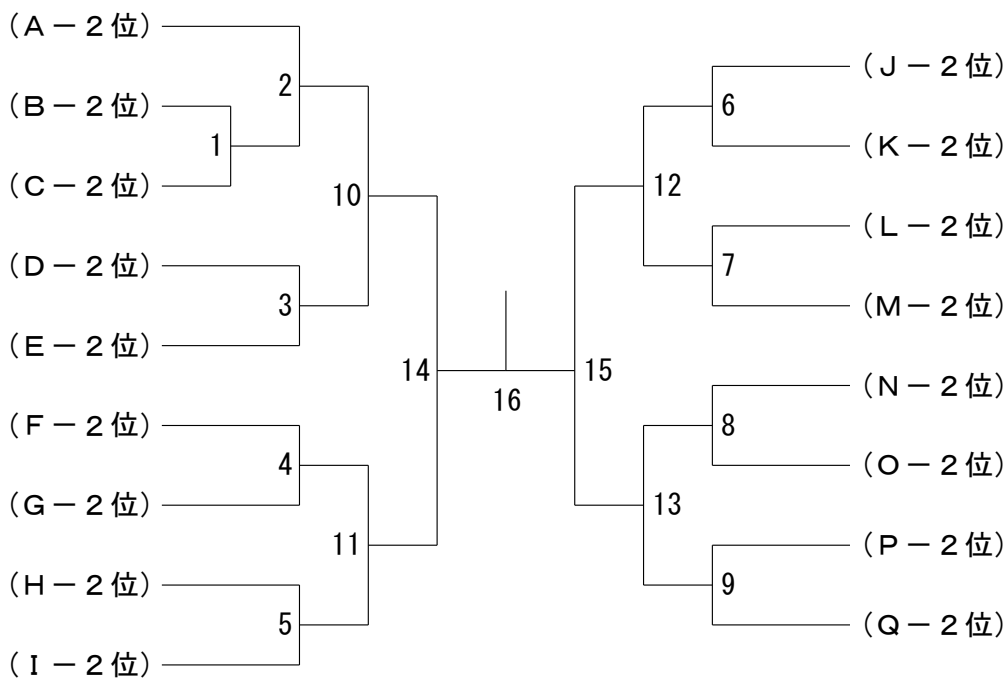 (A－2位)
(B－2位)
(C－2位)
(D－2位)
(E－2位)
(F－2位)
(G－2位)
(H－2位)
(I－2位)
1
2
3
4
5
10
11
14
16
15
12
13
6
7
8
9
(J－2位)
(K－2位)
(L－2位)
(M－2位)
(N－2位)
(O－2位)
(P－2位)
(Q－2位)